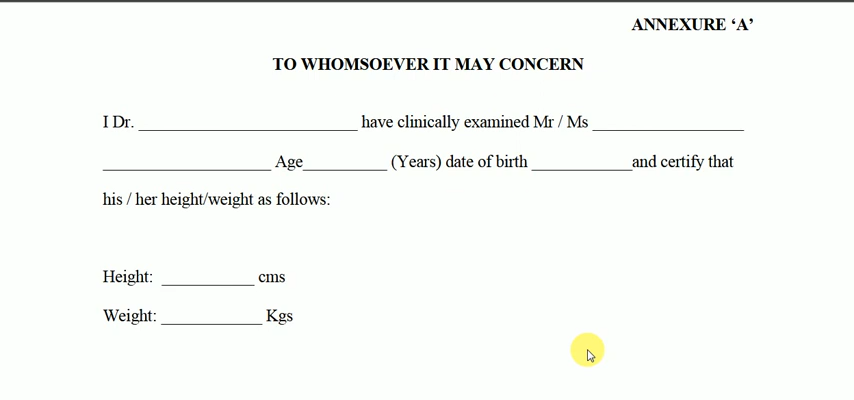 ANNEXURE ‘A’
TO WHOMSOEVER IT MAY CONCERN
I Dr. __________________________ have clinically examined Mr / Ms __________________
____________________ Age__________ (Years) date of birth ____________and certify that
his / her height/weight as follows:
Height: ___________ cms
Weight: ____________ Kgs